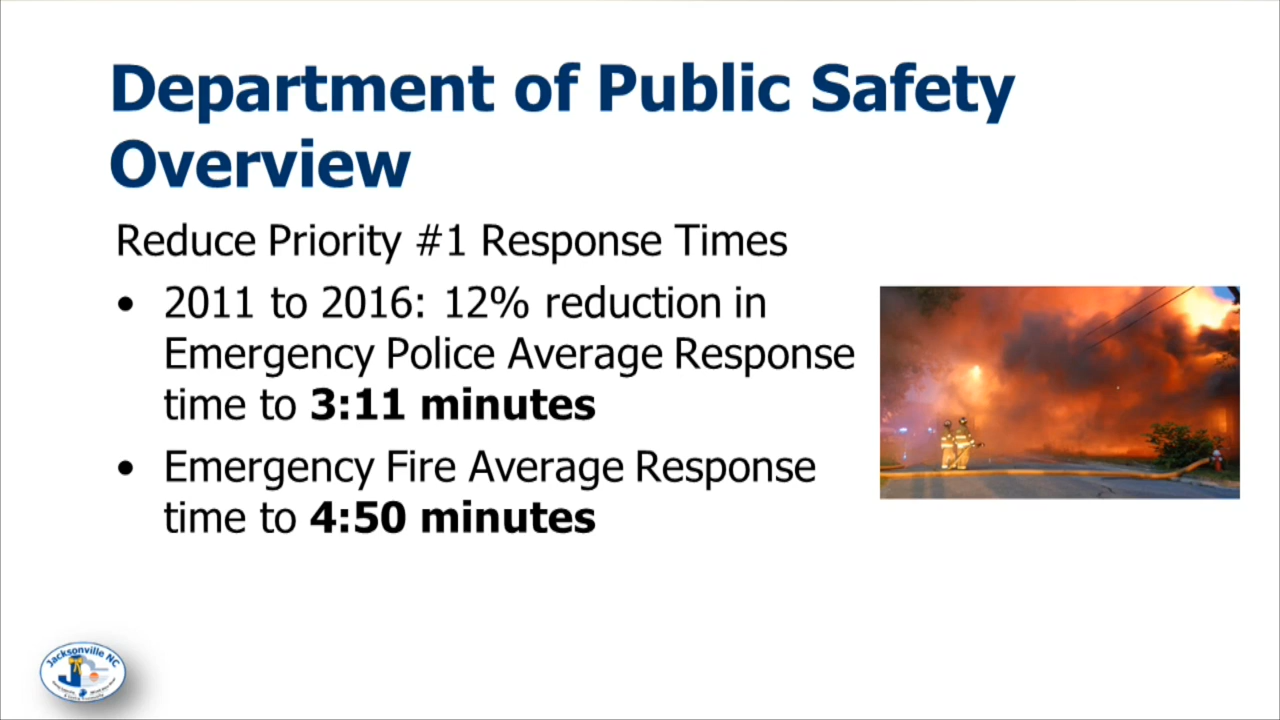 Department of Public Safety
Overview
Reduce Priority #1 Response Times
• 2011 to 2016: 12% reduction in
Emergency Police Average Response
time to 3:11 minutes
• Emergency Fire Average Response
time to 4:50 minutes
Jacksonville NC